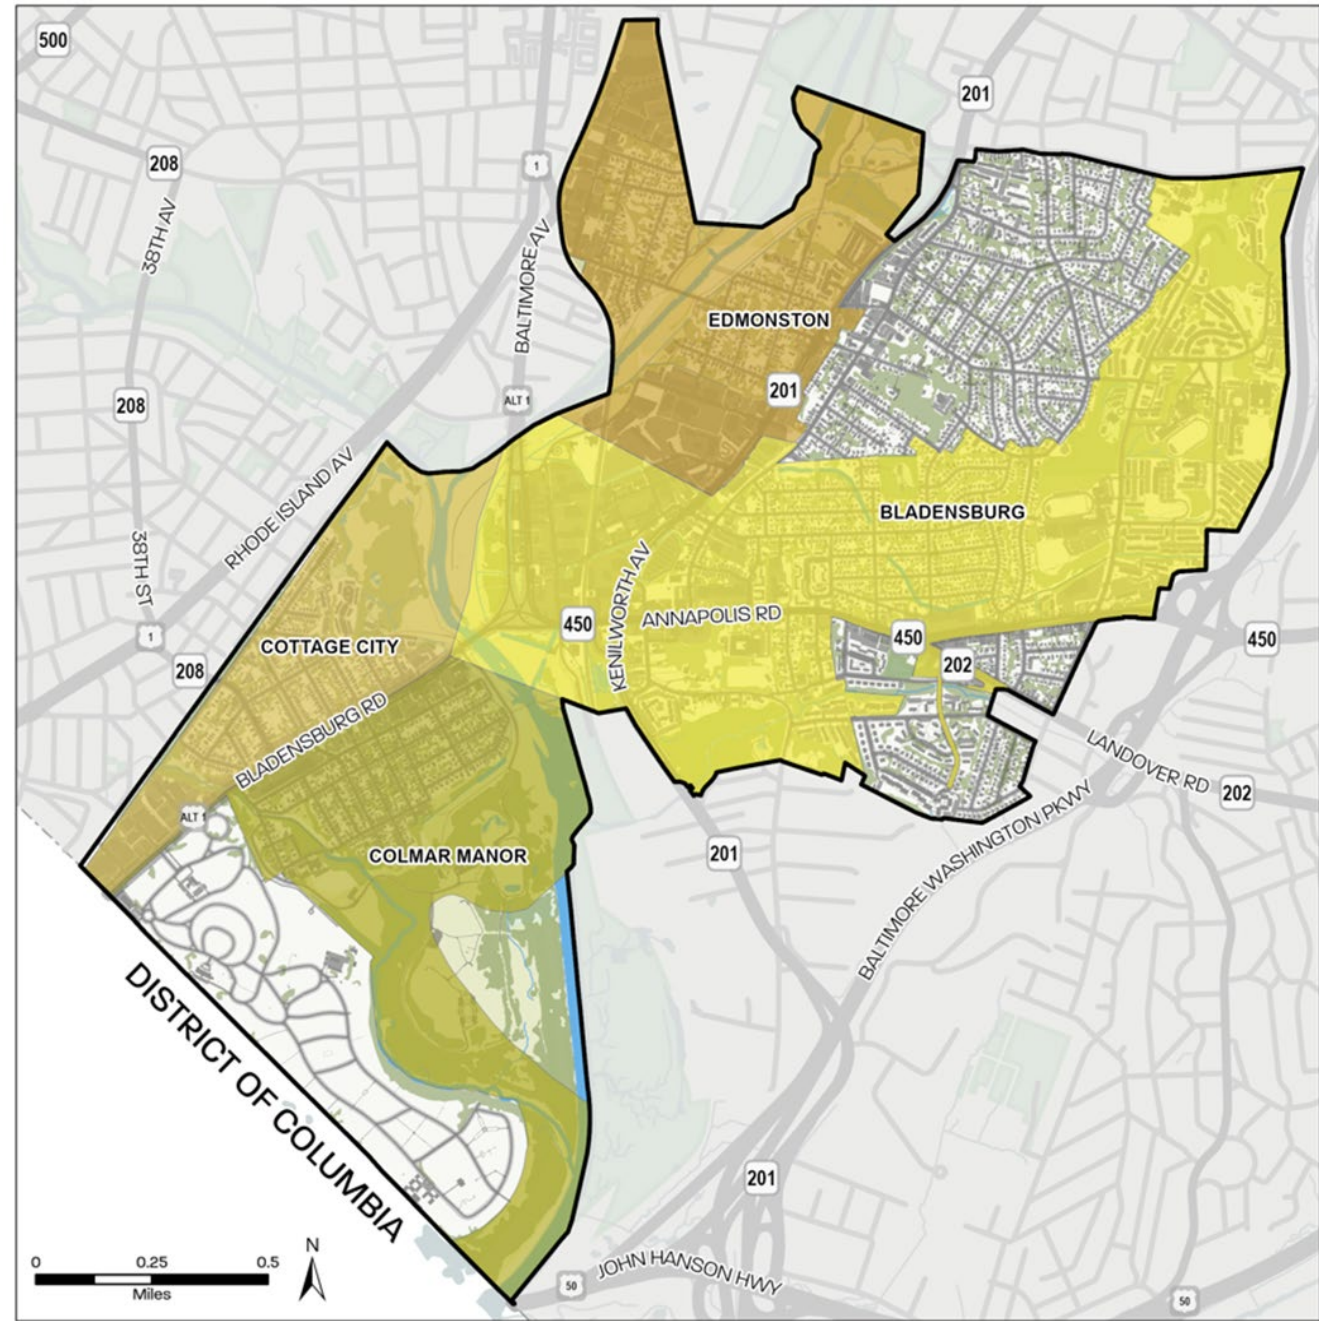 500
201
208
1
38TH AV
BALTIMORE AV
EDMONSTON
201
208
ALT 1
RHODE ISLAND AV
BLADENSBURG
38TH ST
KENILWORTH AV
450
ANNAPOLIS RD
1
COTTAGE CITY
450
450
208
202
BLADENSBURG RD
LANDOVER RD
202
ALT 1
COLMAR MANOR
201
BALTIMORE WASHINGTON PKWY
DISTRICT OF COLUMBIA
201
0
0.25
0.5
Miles
N
50
JOHN HANSON HWY
50